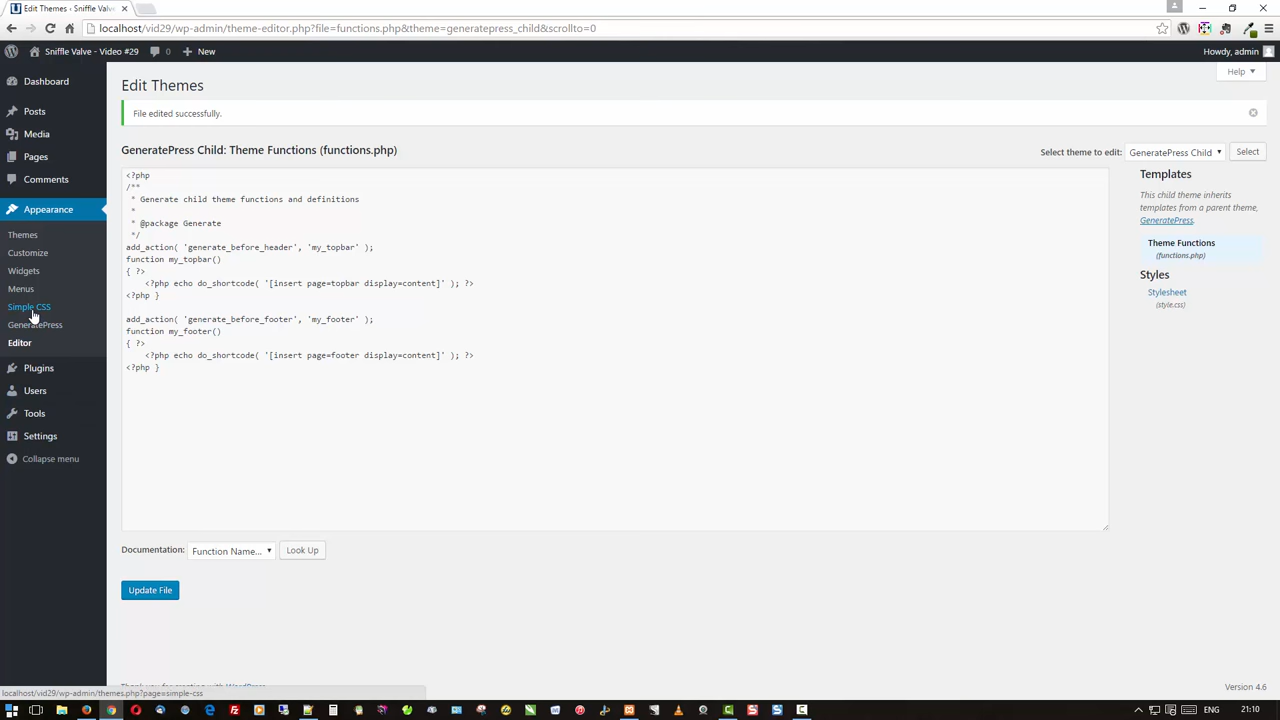 Edit Themes ‹ Sniffle Valv
localhost/vid29/wp-admin/theme-editor.php?file=functions.php&theme=generatepress_child&scrollto=0
Sniffle Valve - Video #29
0
New
Howdy, admin
Dashboard
Posts
Media
Pages
Comments
Appearance
Themes
Customize
Widgets
Menus
Simple CSS
GeneratePress
Editor
Plugins
Users
Tools
Settings
Collapse menu
Help
Edit Themes
File edited successfully.
GeneratePress Child: Theme Functions (functions.php)
Select theme to edit: GeneratePress Child Select
<?php
/**
 * Generate child theme functions and definitions
 *
 * @package Generate
 */
add_action( 'generate_before_header', 'my_topbar' );
function my_topbar()
{ ?>
    <?php echo do_shortcode( '[insert page=topbar display=content]' ); ?>
<?php }
add_action( 'generate_before_footer', 'my_footer' );
function my_footer()
{ ?>
    <?php echo do_shortcode( '[insert page=footer display=content]' ); ?>
<?php }
Templates
This child theme inherits
templates from a parent theme,
GeneratePress.
Theme Functions
(functions.php)
Styles
Stylesheet
(style.css)
Documentation: Function Name... Look Up
Update File
Thank you for creating with WordPress.
Version 4.6
localhost/vid29/wp-admin/themes.php?page=simple-css
ENG
21:10